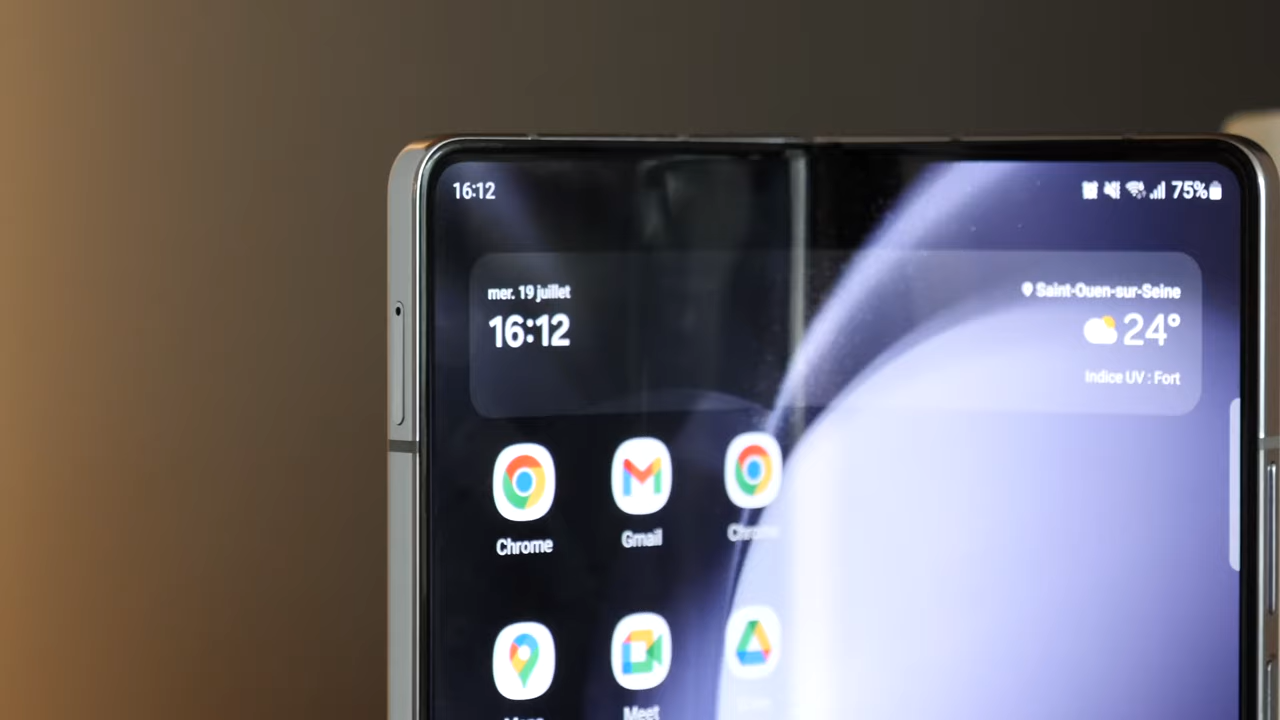 16:12
75%
mer. 19 juillet
16:12
Saint-Ouen-sur-Seine
24°
Indice UV : Fort
Chrome
Gmail
Chrome
Meet